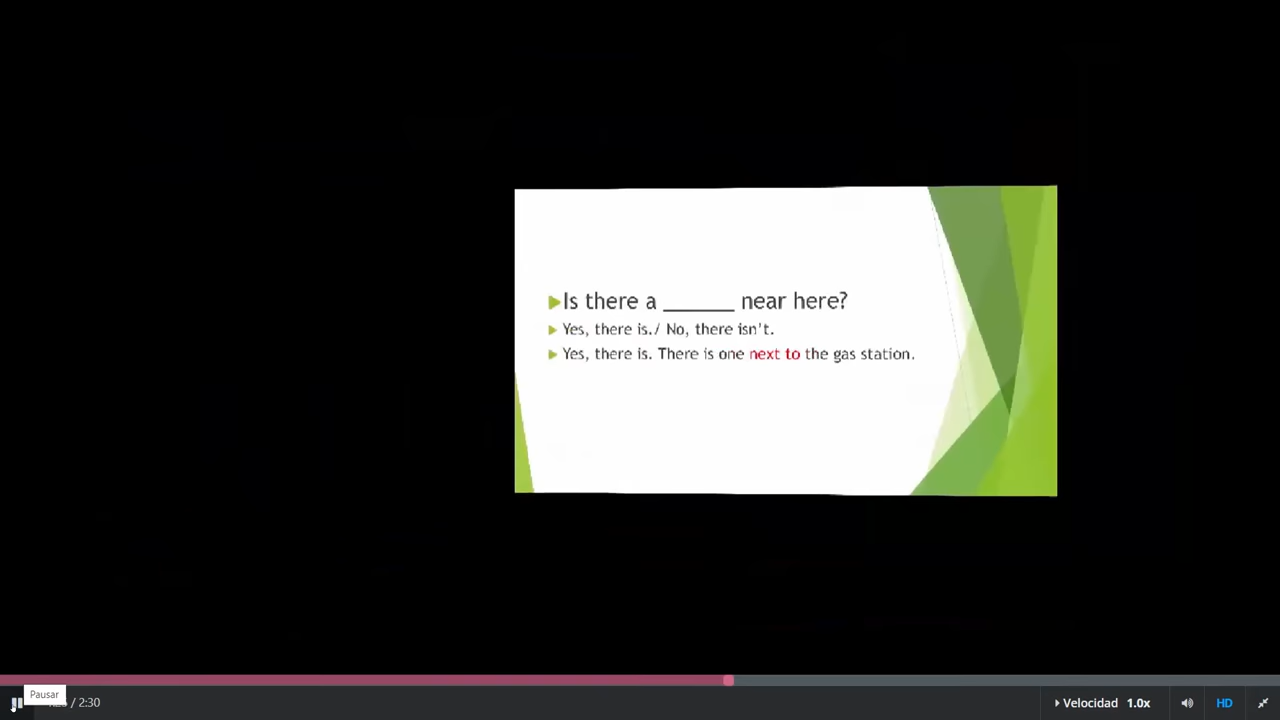 Is there a ______ near here?
Yes, there is./ No, there isn't.
Yes, there is. There is one next to the gas station.
Pausar
/ 2:30
Velocidad 1.0x
HD